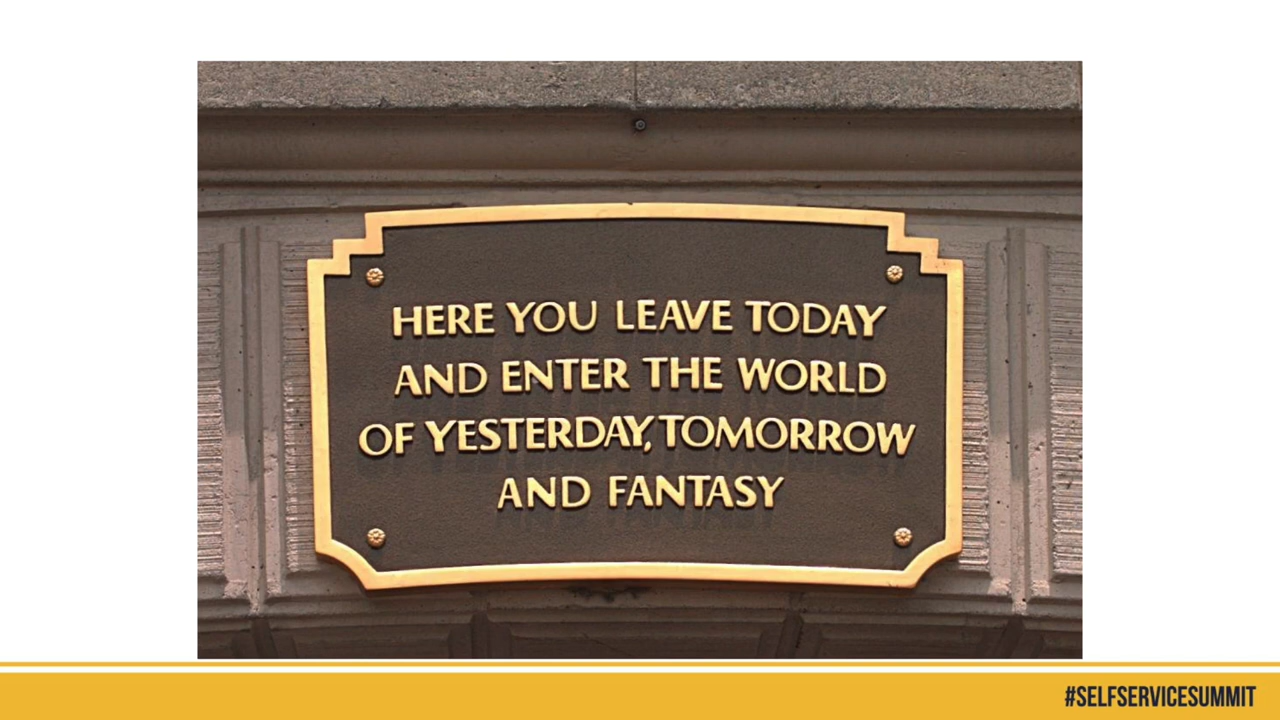 HERE YOU LEAVE TODAY
AND ENTER THE WORLD
OF YESTERDAY, TOMORROW
AND FANTASY
#SELFSERVICESUMMIT